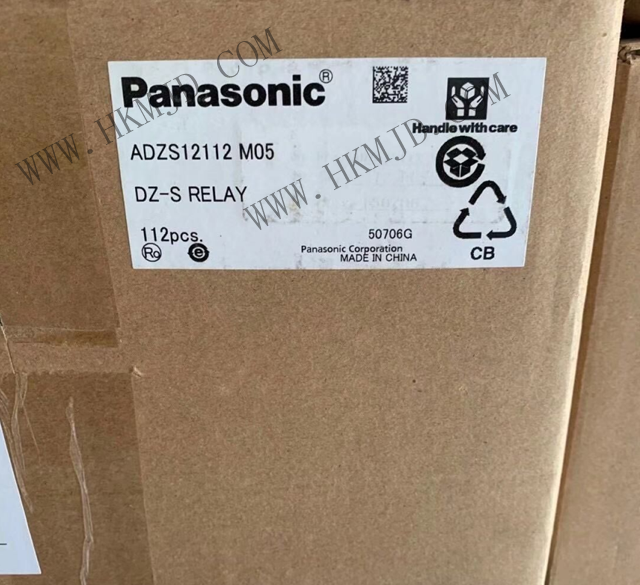 Panasonic®
Handle with care
ADZS12112 M05
DZ-S RELAY
112pcs.
50706G
Panasonic Corporation
MADE IN CHINA
Ro
e
CB
WWW.HKMJD.COM
WWW.HKMJD.COM